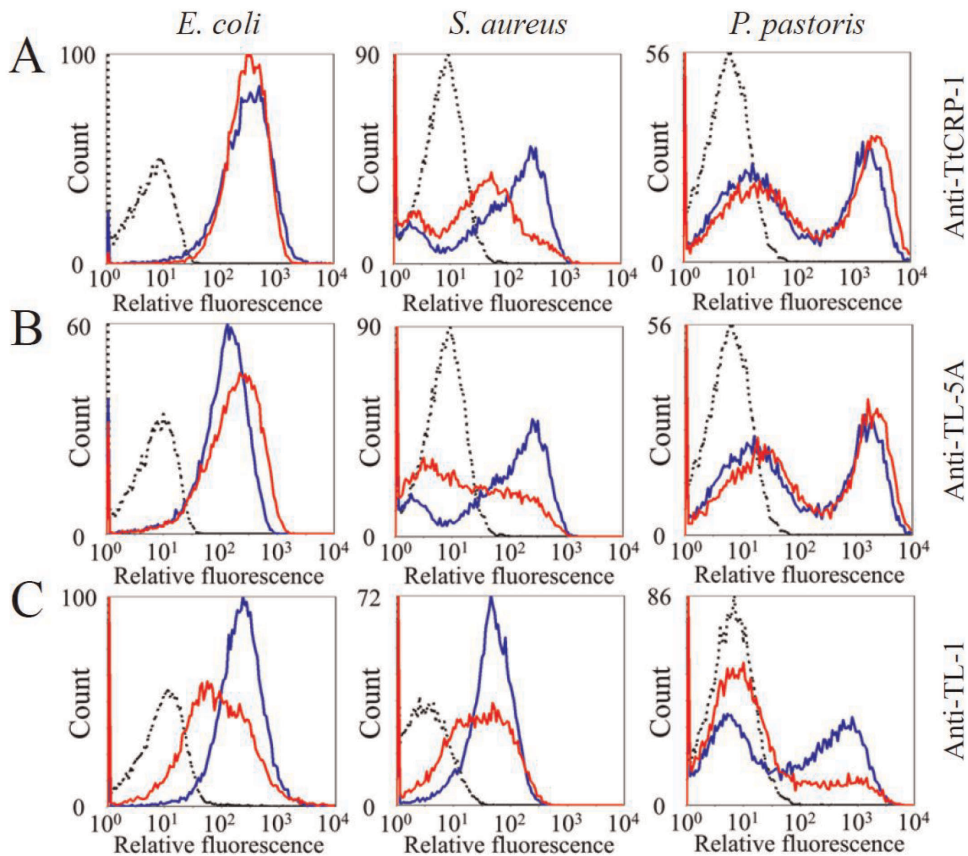 E. coli S. aureus P. pastoris
A 100 90 56
Count Count Count Anti-TtCRP-1
0 0 0
10⁰ 10¹ 10² 10³ 10⁴ 10⁰ 10¹ 10² 10³ 10⁴ 10⁰ 10¹ 10² 10³ 10⁴
Relative fluorescence Relative fluorescence Relative fluorescence
B 60 90 56
Count Count Count Anti-TL-5A
0 0 0
10⁰ 10¹ 10² 10³ 10⁴ 10⁰ 10¹ 10² 10³ 10⁴ 10⁰ 10¹ 10² 10³ 10⁴
Relative fluorescence Relative fluorescence Relative fluorescence
C 100 72 86
Count Count Count Anti-TL-1
0 0 0
10⁰ 10¹ 10² 10³ 10⁴ 10⁰ 10¹ 10² 10³ 10⁴ 10⁰ 10¹ 10² 10³ 10⁴
Relative fluorescence Relative fluorescence Relative fluorescence